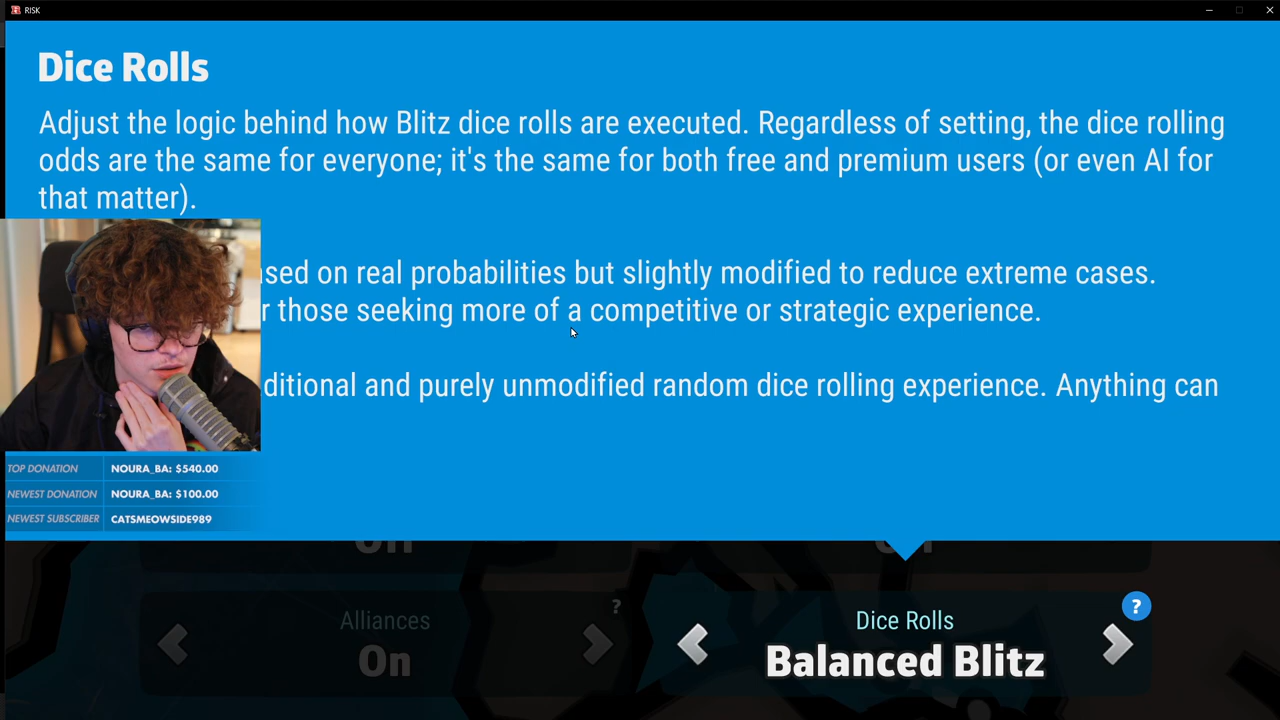 RISK
Dice Rolls
Adjust the logic behind how Blitz dice rolls are executed. Regardless of setting, the dice rolling
odds are the same for everyone; it's the same for both free and premium users (or even AI for
that matter).
sed on real probabilities but slightly modified to reduce extreme cases.
r those seeking more of a competitive or strategic experience.
ditional and purely unmodified random dice rolling experience. Anything can
TOP DONATION NOURA_BA: $540.00
NEWEST DONATION NOURA_BA: $100.00
NEWEST SUBSCRIBER CATSMEOWSIDE989
Off
Alliances ?
On
Dice Rolls ?
Balanced Blitz